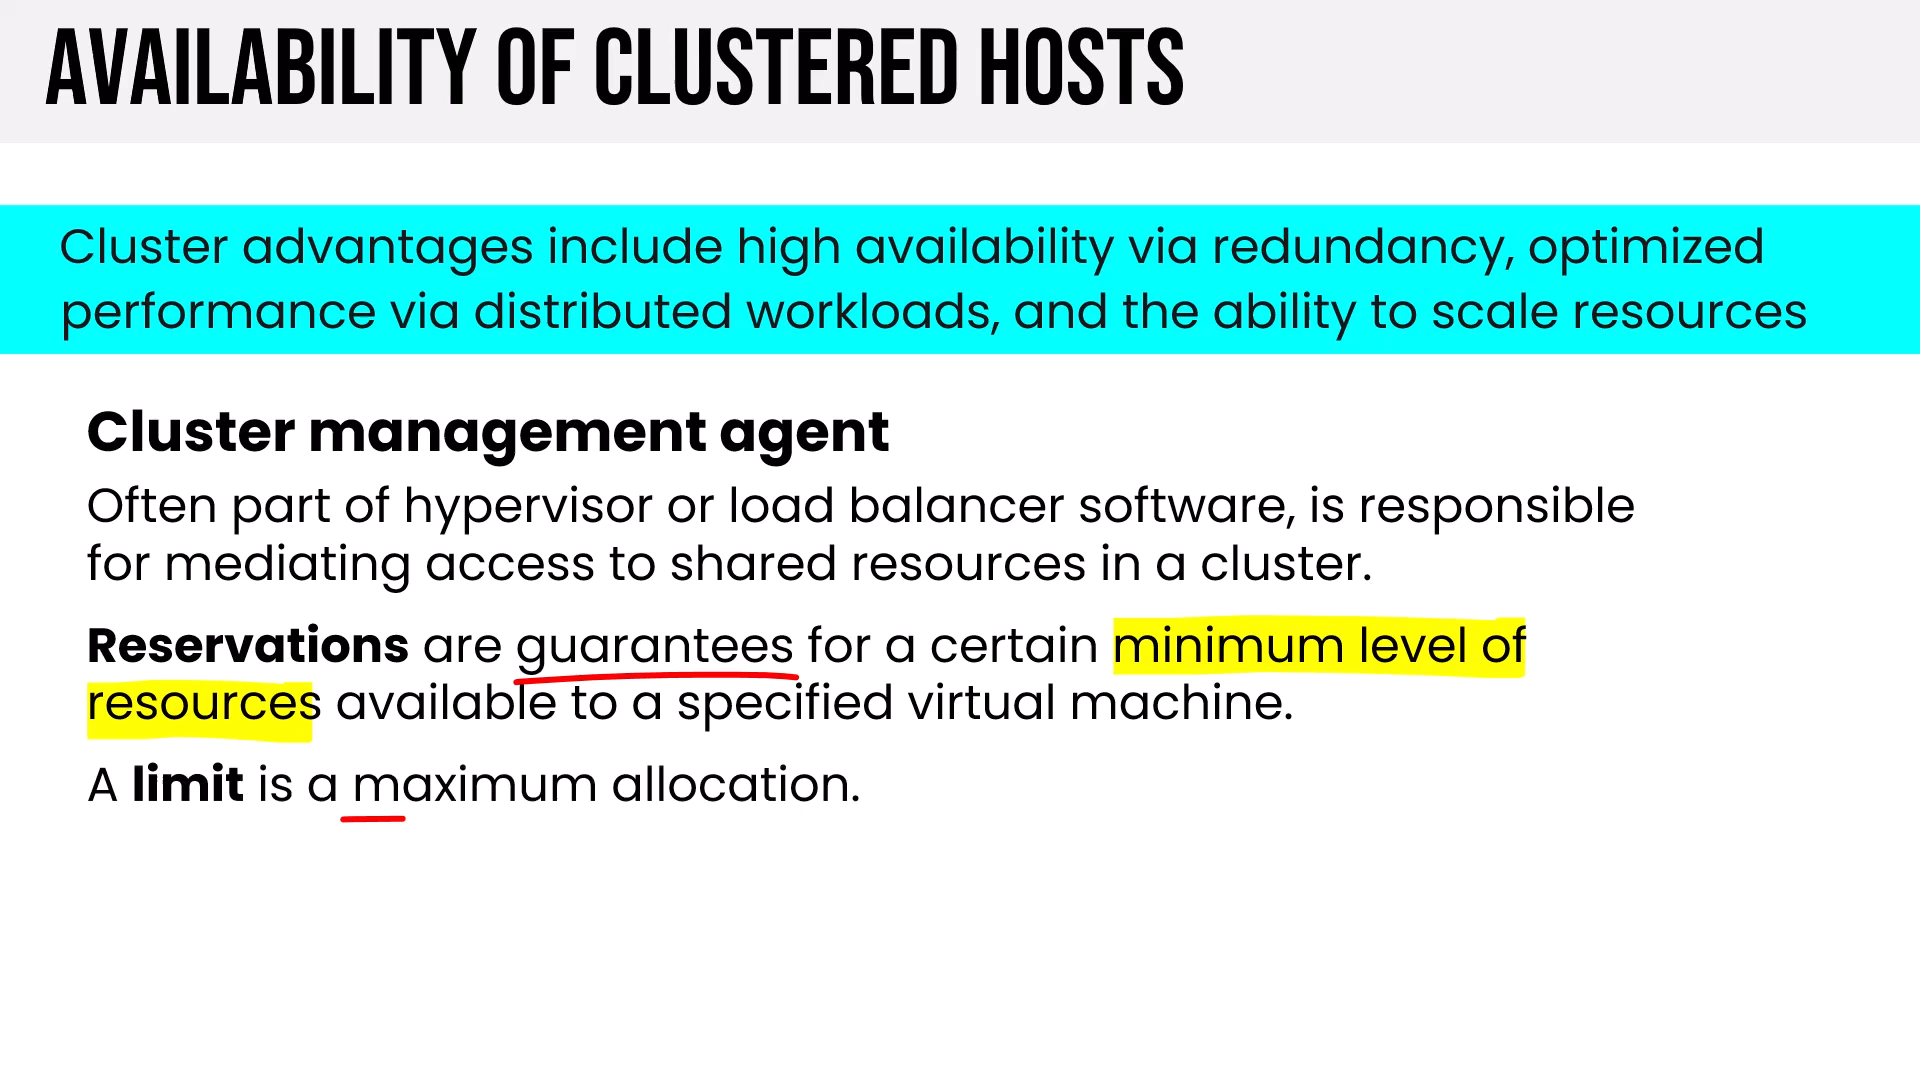 AVAILABILITY OF CLUSTERED HOSTS
Cluster advantages include high availability via redundancy, optimized
performance via distributed workloads, and the ability to scale resources
Cluster management agent
Often part of hypervisor or load balancer software, is responsible
for mediating access to shared resources in a cluster.
Reservations are guarantees for a certain minimum level of
resources available to a specified virtual machine.
A limit is a maximum allocation.